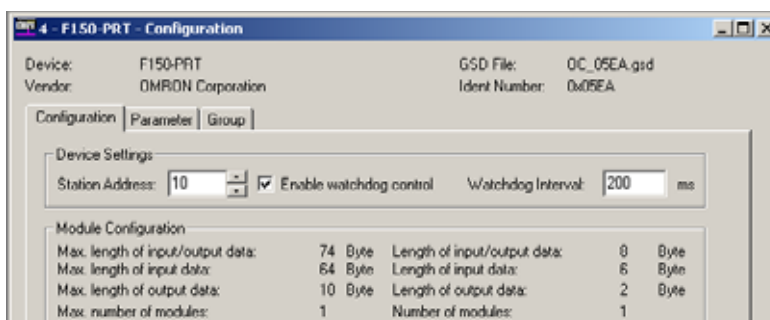 4 - F150-PRT - Configuration
Device: F150-PRT GSD File: OC_05EA.gsd
Vendor: OMRON Corporation Ident Number: 0x05EA
Configuration Parameter Group
Device Settings
Station Address: 10 Enable watchdog control Watchdog Interval: 200 ms
Module Configuration
Max. length of input/output data: 74 Byte Length of input/output data: 8 Byte
Max. length of input data: 64 Byte Length of input data: 6 Byte
Max. length of output data: 10 Byte Length of output data: 2 Byte
Max. number of modules: 1 Number of modules: 1